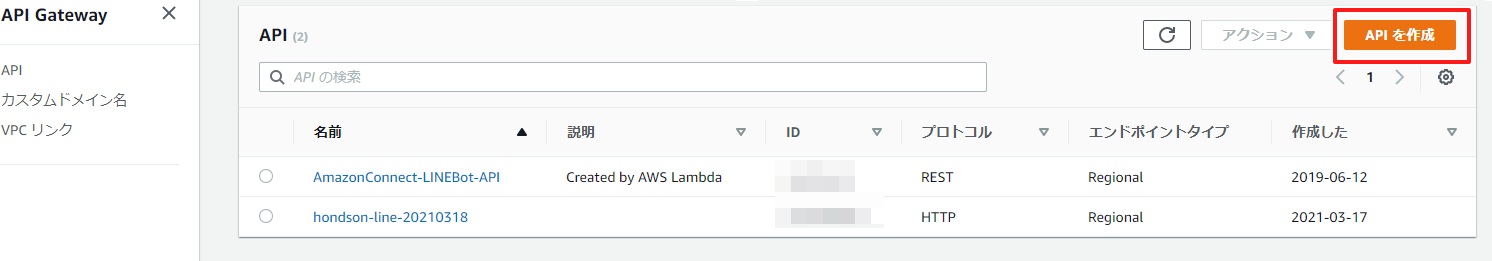 API Gateway
API
カスタムドメイン名
VPC リンク
API (2)
アクション
API を作成
API の検索
1
名前 説明 ID プロトコル エンドポイントタイプ 作成した
AmazonConnect-LINEBot-API Created by AWS Lambda REST Regional 2019-06-12
hondson-line-20210318 HTTP Regional 2021-03-17